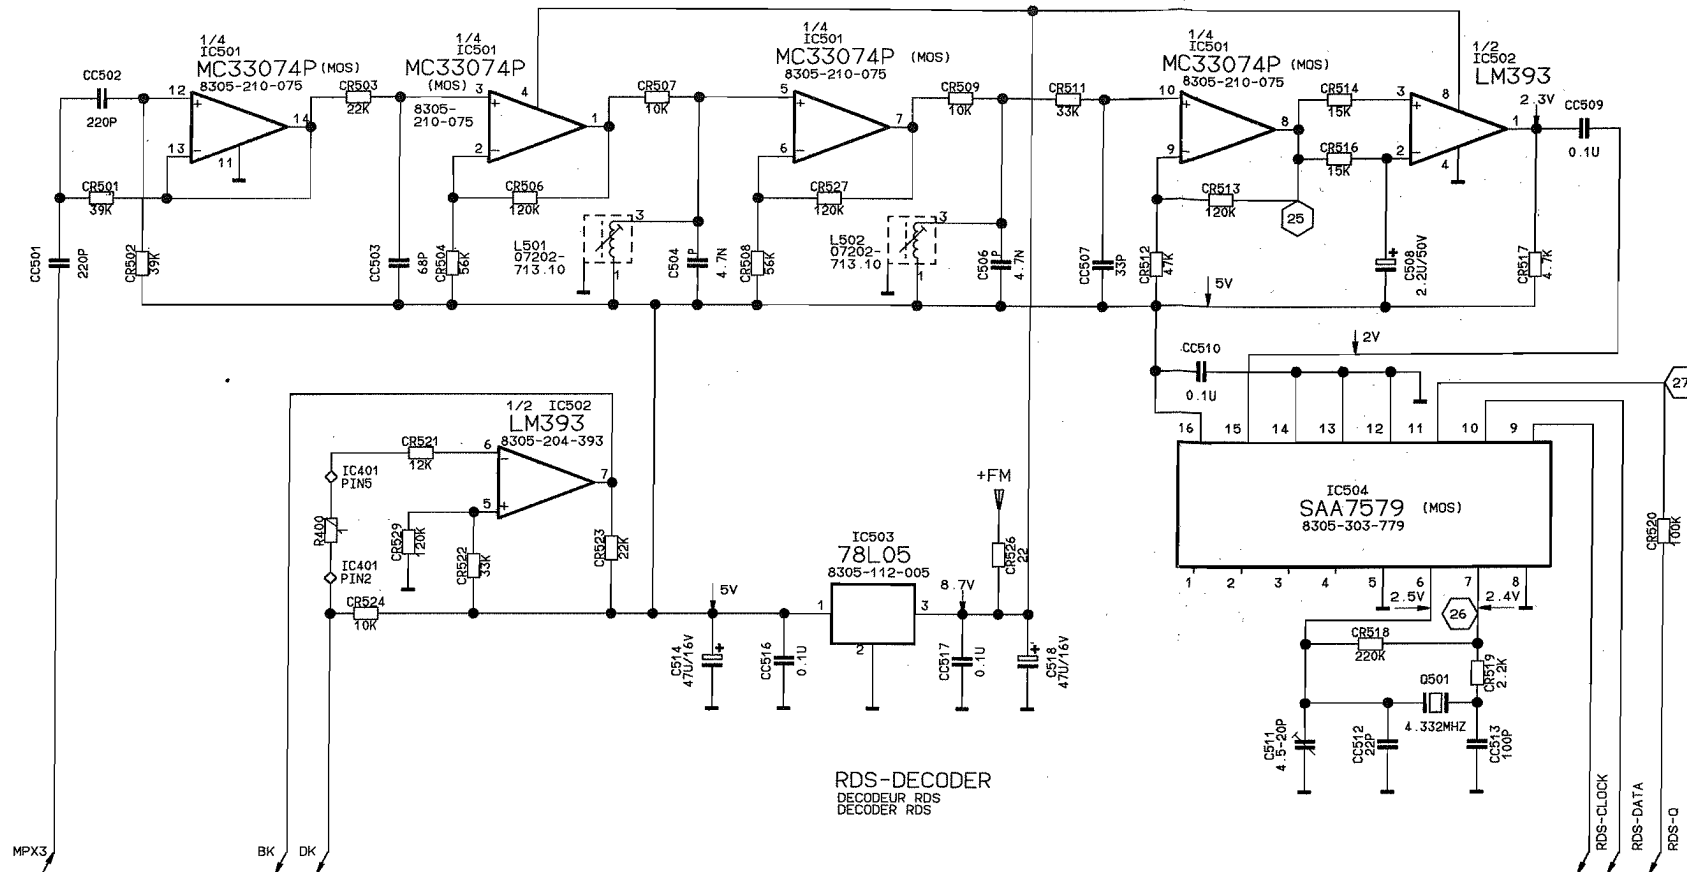 1/4
IC501
MC33074P (MOS)
8305-210-075
CC502
220P
12
13
14
11
CR501
39K
CC501
220P
CR502
39K
CR503
22K
CC503
68P
1/4
IC501
MC33074P
(MOS)
8305-
210-075
3
4
2
1
CR504
56K
CR506
120K
CR507
10K
L501
07202-
713.10
3
1
C504
4.7N
1/4
IC501
MC33074P (MOS)
8305-210-075
5
6
7
CR508
56K
CR527
120K
CR509
10K
L502
07202-
713.10
3
1
C506
4.7N
CR511
33K
CC507
33P
1/4
IC501
MC33074P (MOS)
8305-210-075
10
9
8
CR512
47K
CR513
120K
25
CR514
15K
CR516
15K
C508
2.2U/50V
1/2
IC502
LM393
3
8
2
4
1
2.3V
CC509
0.1U
CR517
4.7K
5V
2V
CC510
0.1U
27
16 15 14 13 12 11 10 9
IC504
SAA7579 (MOS)
8305-303-779
1 2 3 4 5 6 7 8
2.5V
26
2.4V
CR518
220K
CR519
2.2K
Q501
4.332MHZ
C511
4.5-20P
CC512
22P
CC513
100P
CR520
100K
1/2 IC502
LM393
8305-204-393
CR521
12K
6
5
7
IC401
PIN5
R400
IC401
PIN2
CR529
120K
CR522
33K
CR523
22K
CR524
10K
5V
C514
47U/16V
CC516
0.1U
IC503
78L05
8305-112-005
1
3
2
8.7V
+FM
CR526
22
CC517
0.1U
C518
47U/16V
RDS-DECODER
DECODEUR RDS
DECODER RDS
MPX3
BK
DK
RDS-CLOCK
RDS-DATA
RDS-Q